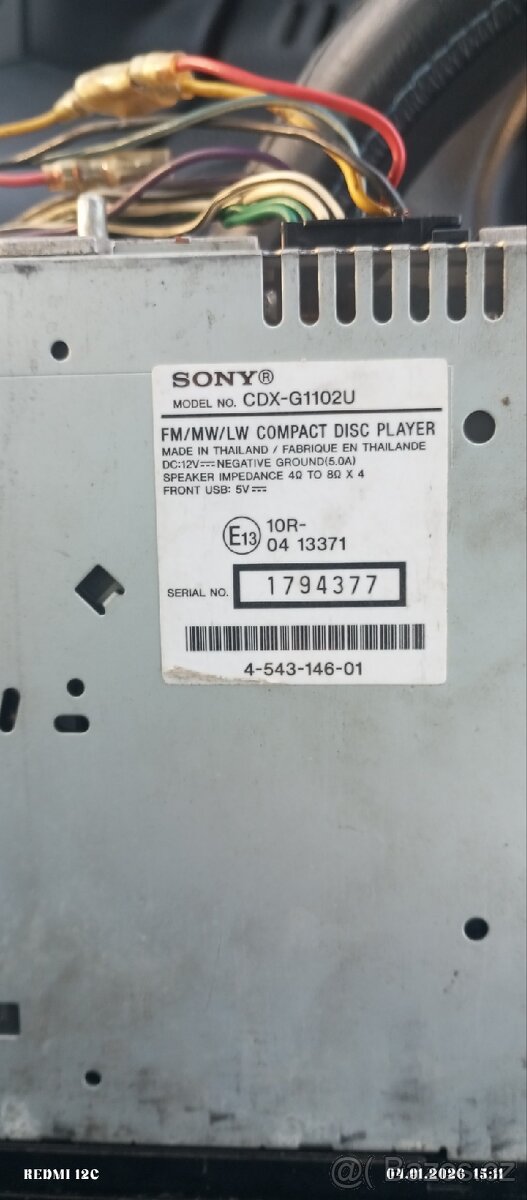 SONY®
MODEL NO. CDX-G1102U
FM/MW/LW COMPACT DISC PLAYER
MADE IN THAILAND / FABRIQUE EN THAILANDE
DC:12V⎓NEGATIVE GROUND(5.0A)
SPEAKER IMPEDANCE 4Ω TO 8Ω X 4
FRONT USB: 5V⎓
E13 10R-
04 13371
SERIAL NO. 1794377
4-543-146-01
REDMI 12C
04.01.2026 15:11